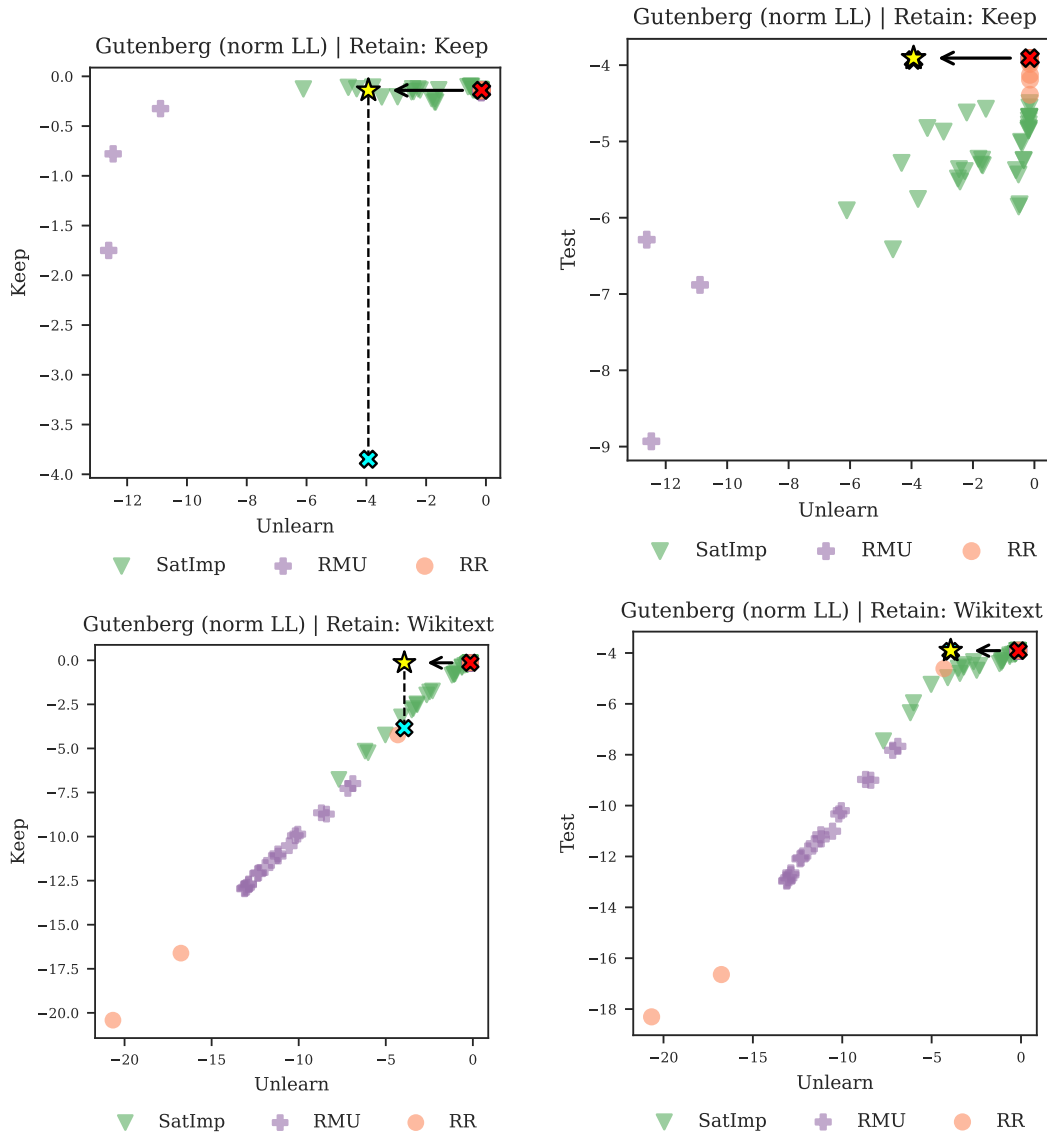 Gutenberg (norm LL) | Retain: Keep
0.0
−0.5
−1.0
−1.5
−2.0
−2.5
−3.0
−3.5
−4.0
Keep
−12 −10 −8 −6 −4 −2 0
Unlearn
SatImp RMU RR
Gutenberg (norm LL) | Retain: Keep
−4
−5
−6
−7
−8
−9
Test
−12 −10 −8 −6 −4 −2 0
Unlearn
SatImp RMU RR
Gutenberg (norm LL) | Retain: Wikitext
0.0
−2.5
−5.0
−7.5
−10.0
−12.5
−15.0
−17.5
−20.0
Keep
−20 −15 −10 −5 0
Unlearn
SatImp RMU RR
Gutenberg (norm LL) | Retain: Wikitext
−4
−6
−8
−10
−12
−14
−16
−18
Test
−20 −15 −10 −5 0
Unlearn
SatImp RMU RR